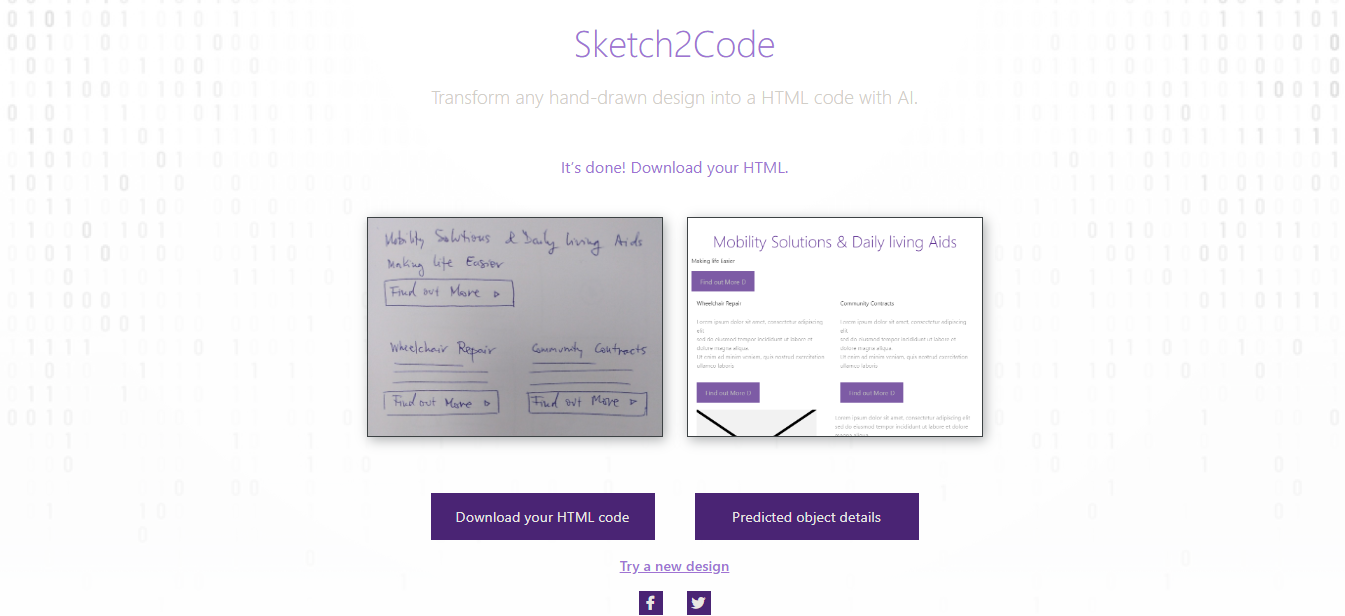 Sketch2Code
Transform any hand-drawn design into a HTML code with AI.
It's done! Download your HTML.
Mobility Solutions & Daily living Aids
Making life Easier
Find out More ▷
Wheelchair Repair
Community Contracts
Find out More ▷
Find out More ▷
Mobility Solutions & Daily living Aids
Making life Easier
Find out More D
Wheelchair Repair
Community Contracts
Lorem ipsum dolor sit amet, consectetur adipiscing
elit
sed do eiusmod tempor incididunt ut labore et
dolore magna aliqua
Ut enim ad minim veniam, quis nostrud exercitation
ullamco laboris
Lorem ipsum dolor sit amet, consectetur adipiscing
elit
sed do eiusmod tempor incididunt ut labore et
dolore magna aliqua
Ut enim ad minim veniam, quis nostrud exercitation
ullamco laboris
Find out More D
Find out More D
Lorem ipsum dolor sit amet, consectetur adipiscing elit
sed do eiusmod tempor incididunt ut labore et dolore
magna aliqua
Download your HTML code
Predicted object details
Try a new design